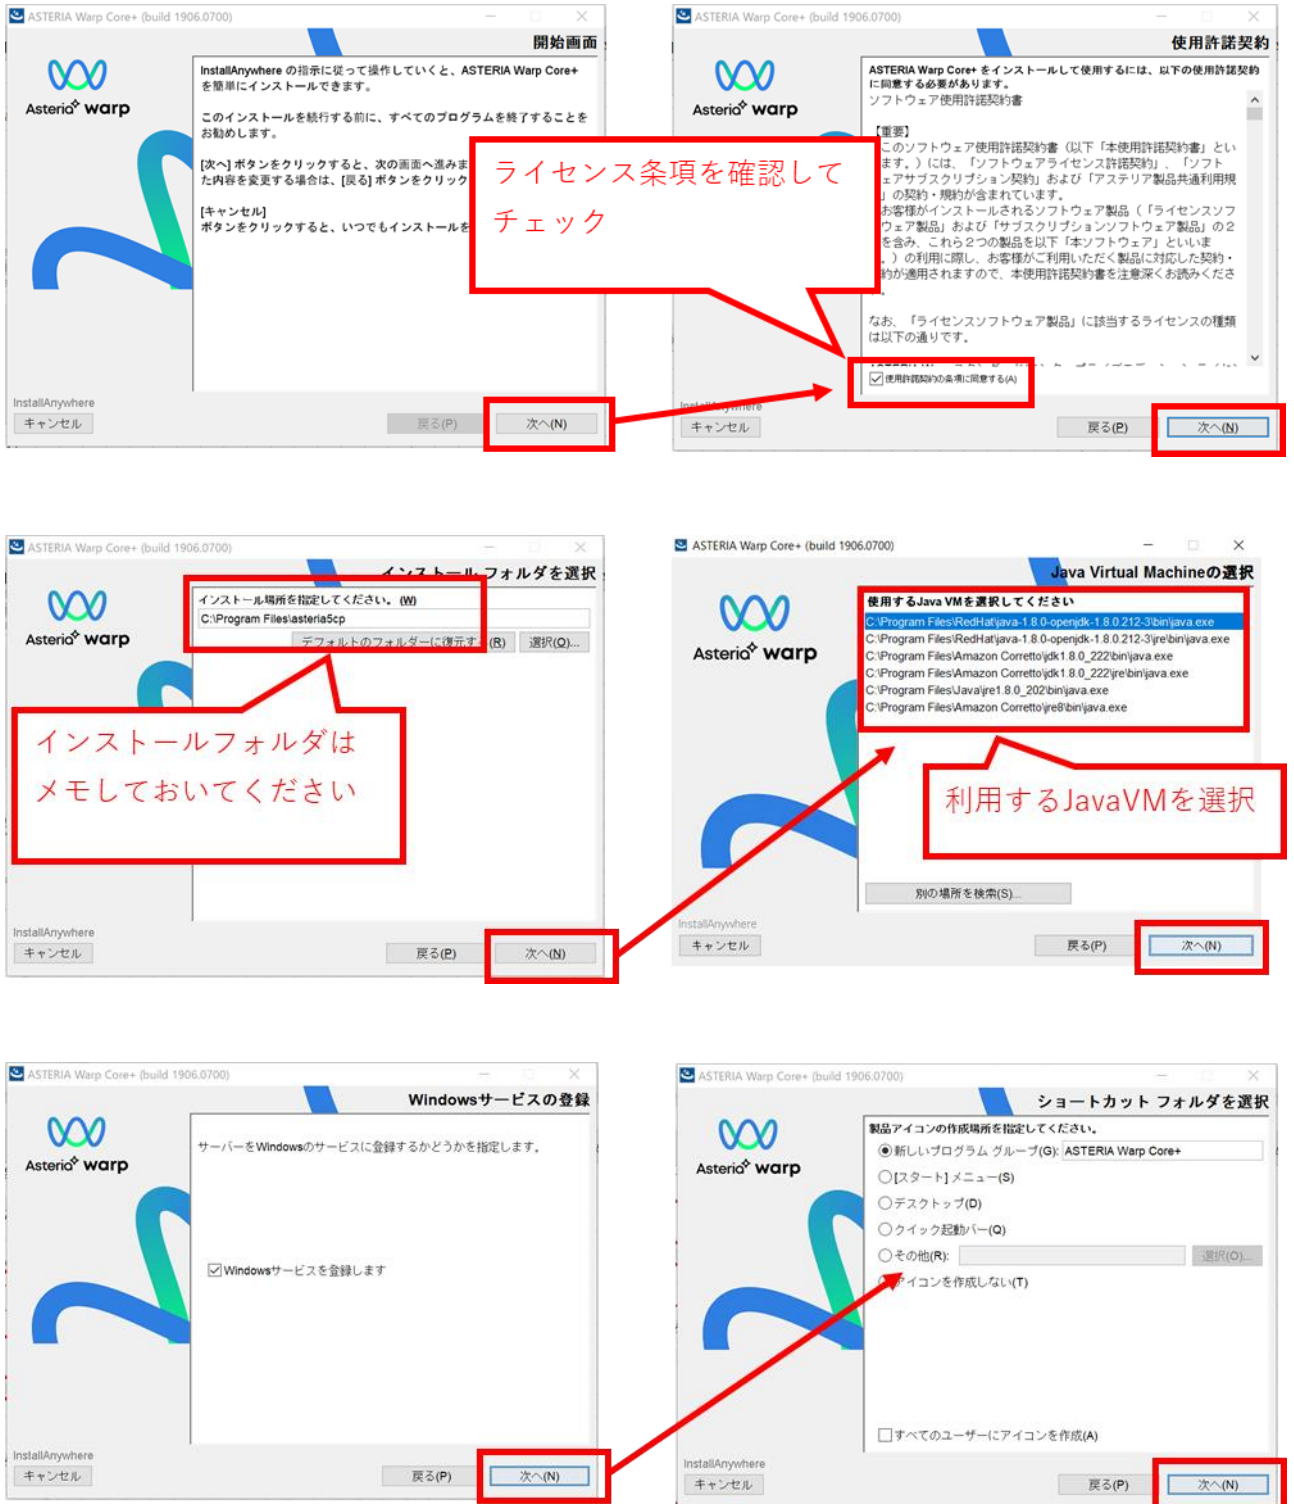 ASTERIA Warp Core+ (build 1906.0700)
開始画面
Asteria warp
InstallAnywhere の指示に従って操作していくと、ASTERIA Warp Core+
を簡単にインストールできます。
このインストールを続行する前に、すべてのプログラムを終了することを
お勧めします。
[次へ] ボタンをクリックすると、次の画面へ進みま
た内容を変更する場合は、[戻る] ボタンをクリック
[キャンセル]
ボタンをクリックすると、いつでもインストールを
InstallAnywhere
キャンセル
戻る(P)
次へ(N)
ASTERIA Warp Core+ (build 1906.0700)
使用許諾契約
Asteria warp
ASTERIA Warp Core+ をインストールして使用するには、以下の使用許諾契約
に同意する必要があります。
ソフトウェア使用許諾契約書
【重要】
このソフトウェア使用許諾契約書（以下「本使用許諾契約書」とい
ます。）には、「ソフトウェアライセンス許諾契約」、「ソフト
ェアサブスクリプション契約」および「アステリア製品共通利用規
」の契約・規約が含まれています。
お客様がインストールされるソフトウェア製品（「ライセンスソフ
ウェア製品」および「サブスクリプションソフトウェア製品」の２
を含み、これら２つの製品を以下「本ソフトウェア」といいま
。）の利用に際し、お客様がご利用いただく製品に対応した契約・
約が適用されますので、本使用許諾契約書を注意深くお読みくださ
。
なお、「ライセンスソフトウェア製品」に該当するライセンスの種類
は以下の通りです。
使用許諾契約の条項に同意する(A)
InstallAnywhere
キャンセル
戻る(P)
次へ(N)
ライセンス条項を確認して
チェック
ASTERIA Warp Core+ (build 1906.0700)
インストール フォルダを選択
Asteria warp
インストール場所を指定してください。(W)
C:\Program Files\asteria5cp
デフォルトのフォルダーに復元する(R)
選択(O)...
インストールフォルダは
メモしておいてください
InstallAnywhere
キャンセル
戻る(P)
次へ(N)
ASTERIA Warp Core+ (build 1906.0700)
Java Virtual Machineの選択
Asteria warp
使用するJava VMを選択してください
C:\Program Files\RedHat\java-1.8.0-openjdk-1.8.0.212-3\bin\java.exe
C:\Program Files\RedHat\java-1.8.0-openjdk-1.8.0.212-3\jre\bin\java.exe
C:\Program Files\Amazon Corretto\jdk1.8.0_222\bin\java.exe
C:\Program Files\Amazon Corretto\jdk1.8.0_222\jre\bin\java.exe
C:\Program Files\Java\jre1.8.0_202\bin\java.exe
C:\Program Files\Amazon Corretto\jre8\bin\java.exe
利用するJavaVMを選択
別の場所を検索(S)...
InstallAnywhere
キャンセル
戻る(P)
次へ(N)
ASTERIA Warp Core+ (build 1906.0700)
Windowsサービスの登録
Asteria warp
サーバーをWindowsのサービスに登録するかどうかを指定します。
Windowsサービスを登録します
InstallAnywhere
キャンセル
戻る(P)
次へ(N)
ASTERIA Warp Core+ (build 1906.0700)
ショートカット フォルダを選択
Asteria warp
製品アイコンの作成場所を指定してください。
新しいプログラム グループ(G): ASTERIA Warp Core+
[スタート] メニュー(S)
デスクトップ(D)
クイック起動バー(Q)
その他(R):
選択(O)...
アイコンを作成しない(T)
すべてのユーザーにアイコンを作成(A)
InstallAnywhere
キャンセル
戻る(P)
次へ(N)